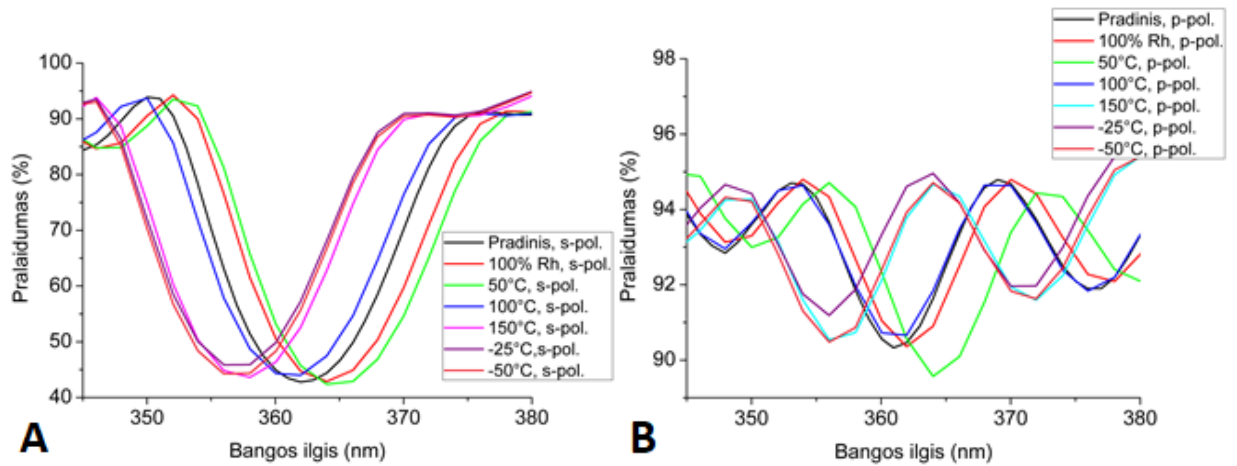 100
90
80
70
60
50
40
Pralaidumas (%)
350
360
370
380
Bangos ilgis (nm)
Pradinis, s-pol.
100% Rh, s-pol.
50°C, s-pol.
100°C, s-pol.
150°C, s-pol.
-25°C,s-pol.
-50°C, s-pol.
A
98
96
94
92
90
Pralaidumas (%)
350
360
370
380
Bangos ilgis (nm)
Pradinis, p-pol.
100% Rh, p-pol.
50°C, p-pol.
100°C, p-pol.
150°C, p-pol.
-25°C, p-pol.
-50°C, p-pol.
B